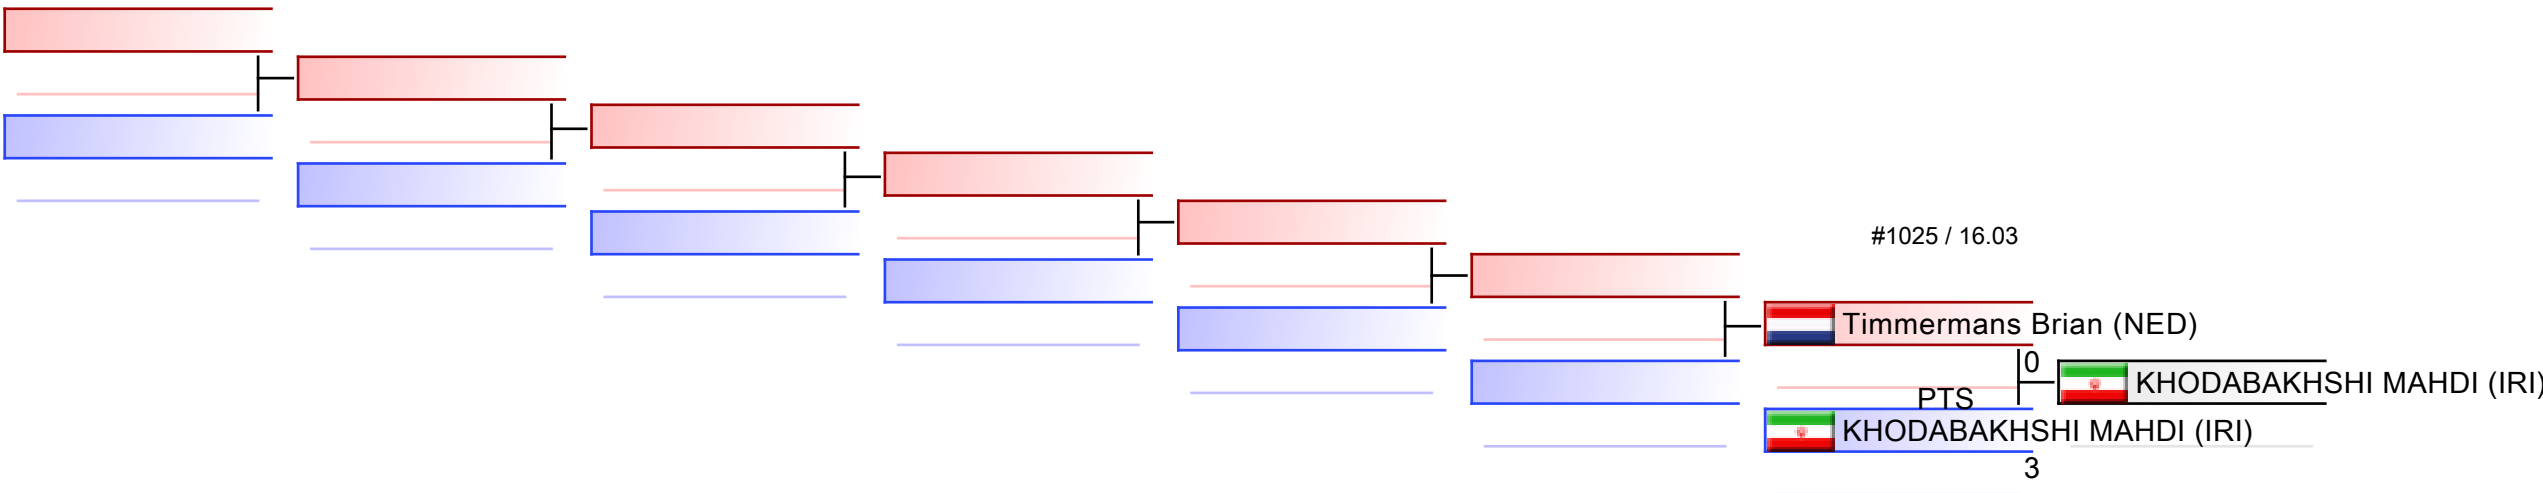 #1025 / 16.03
Timmermans Brian (NED)
0
KHODABAKHSHI MAHDI (IRI)
PTS
KHODABAKHSHI MAHDI (IRI)
3